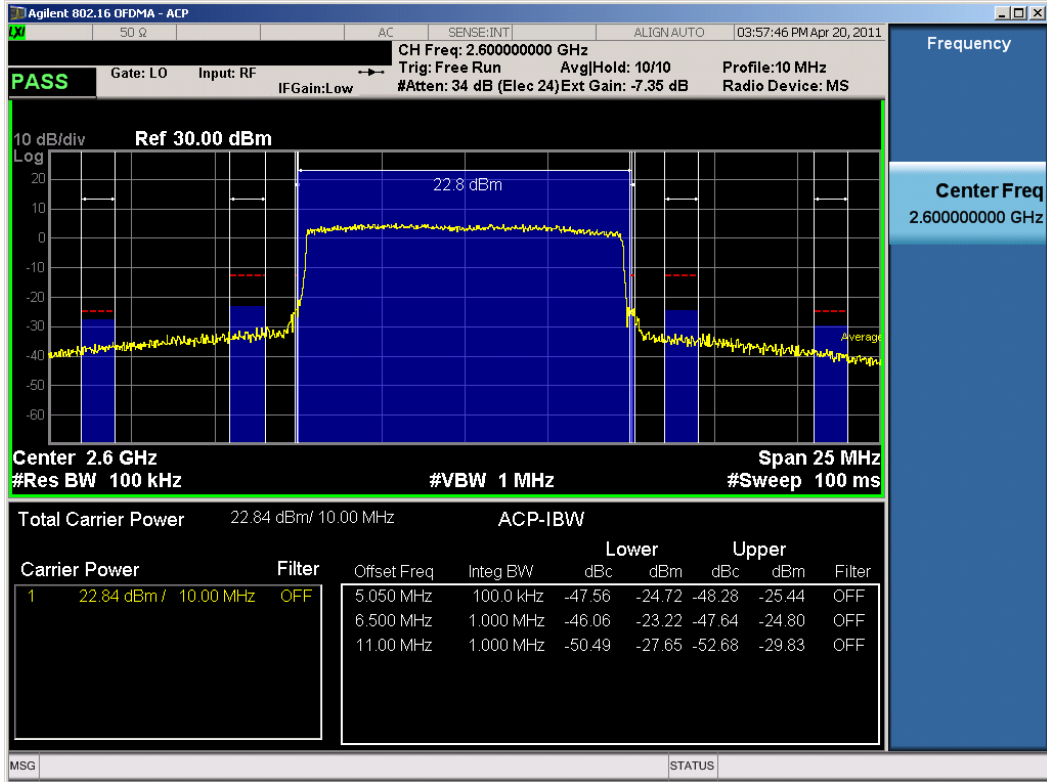 Agilent 802.16 OFDMA - ACP
LXI 50 Ω AC SENSE:INT ALIGN AUTO 03:57:46 PM Apr 20, 2011
CH Freq: 2.600000000 GHz
PASS Gate: LO Input: RF Trig: Free Run Avg|Hold: 10/10 Profile:10 MHz
IFGain:Low #Atten: 34 dB (Elec 24) Ext Gain: -7.35 dB Radio Device: MS
10 dB/div Ref 30.00 dBm
Log
20
22.8 dBm
10
0
-10
-20
-30
Average
-40
-50
-60
Center 2.6 GHz Span 25 MHz
#Res BW 100 kHz #VBW 1 MHz #Sweep 100 ms
Total Carrier Power 22.84 dBm/ 10.00 MHz ACP-IBW
Lower Upper
Carrier Power Filter Offset Freq Integ BW dBc dBm dBc dBm Filter
1 22.84 dBm / 10.00 MHz OFF 5.050 MHz 100.0 kHz -47.56 -24.72 -48.28 -25.44 OFF
6.500 MHz 1.000 MHz -46.06 -23.22 -47.64 -24.80 OFF
11.00 MHz 1.000 MHz -50.49 -27.65 -52.68 -29.83 OFF
MSG STATUS
Frequency
Center Freq
2.600000000 GHz